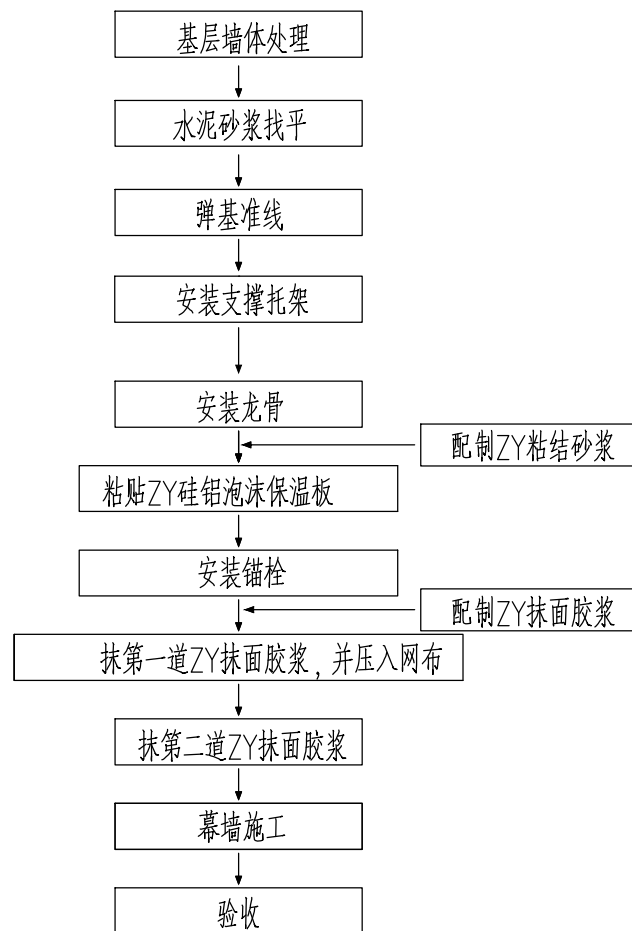 基层墙体处理
水泥砂浆找平
弹基准线
安装支撑托架
安装龙骨
配制ZY粘结砂浆
粘贴ZY硅铝泡沫保温板
安装锚栓
配制ZY抹面胶浆
抹第一道ZY抹面胶浆，并压入网布
抹第二道ZY抹面胶浆
幕墙施工
验收